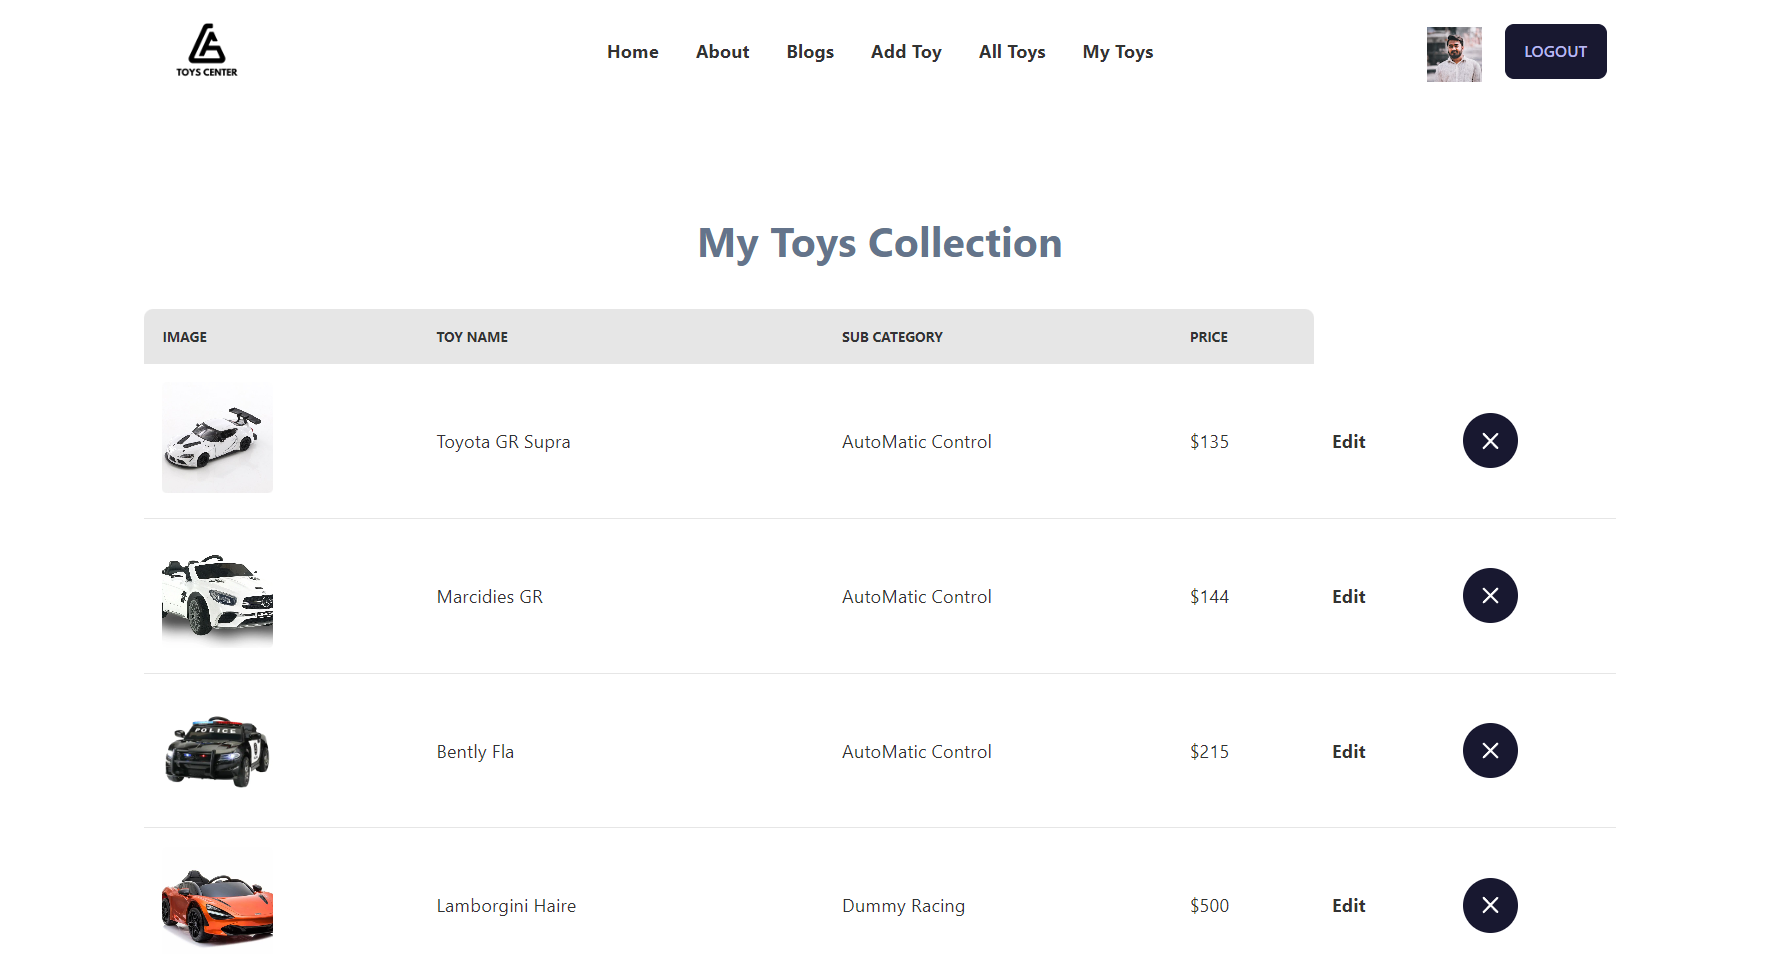 TOYS CENTER
Home About Blogs Add Toy All Toys My Toys
LOGOUT
My Toys Collection
IMAGE TOY NAME SUB CATEGORY PRICE
Toyota GR Supra AutoMatic Control $135 Edit
Marcidies GR AutoMatic Control $144 Edit
POLICE
Bently Fla AutoMatic Control $215 Edit
Lamborgini Haire Dummy Racing $500 Edit